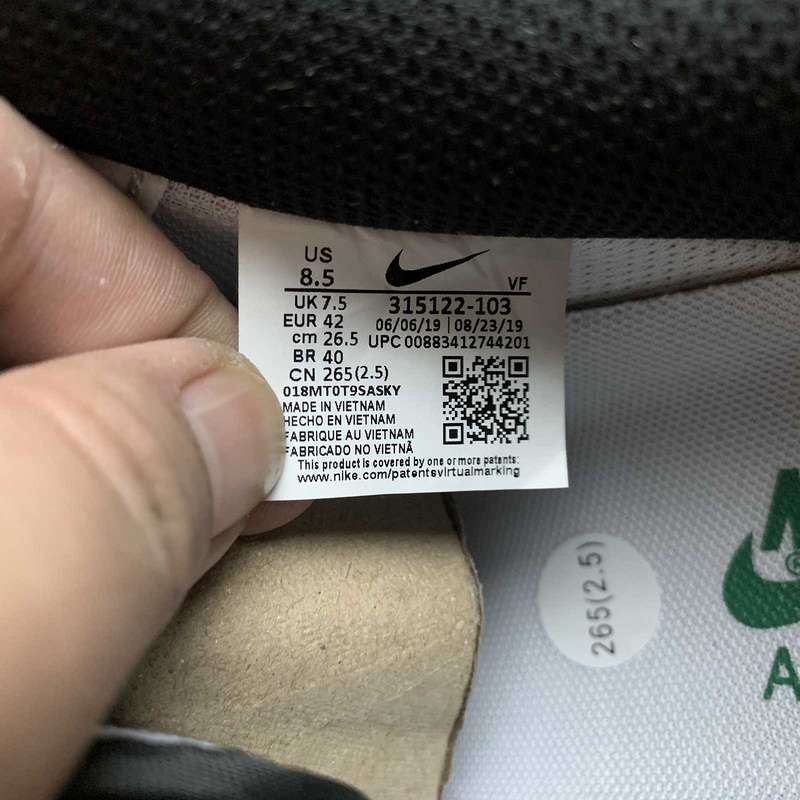 US
8.5
VF
UK 7.5
315122-103
EUR 42
06/06/19 | 08/23/19
cm 26.5
UPC 00883412744201
BR 40
CN 265(2.5)
018MT0T9SASKY
MADE IN VIETNAM
HECHO EN VIETNAM
FABRIQUE AU VIETNAM
FABRICADO NO VIETNÃ
This product is covered by one or more patents:
www.nike.com/patentsvirtualmarking
265(2.5)
N
®
A